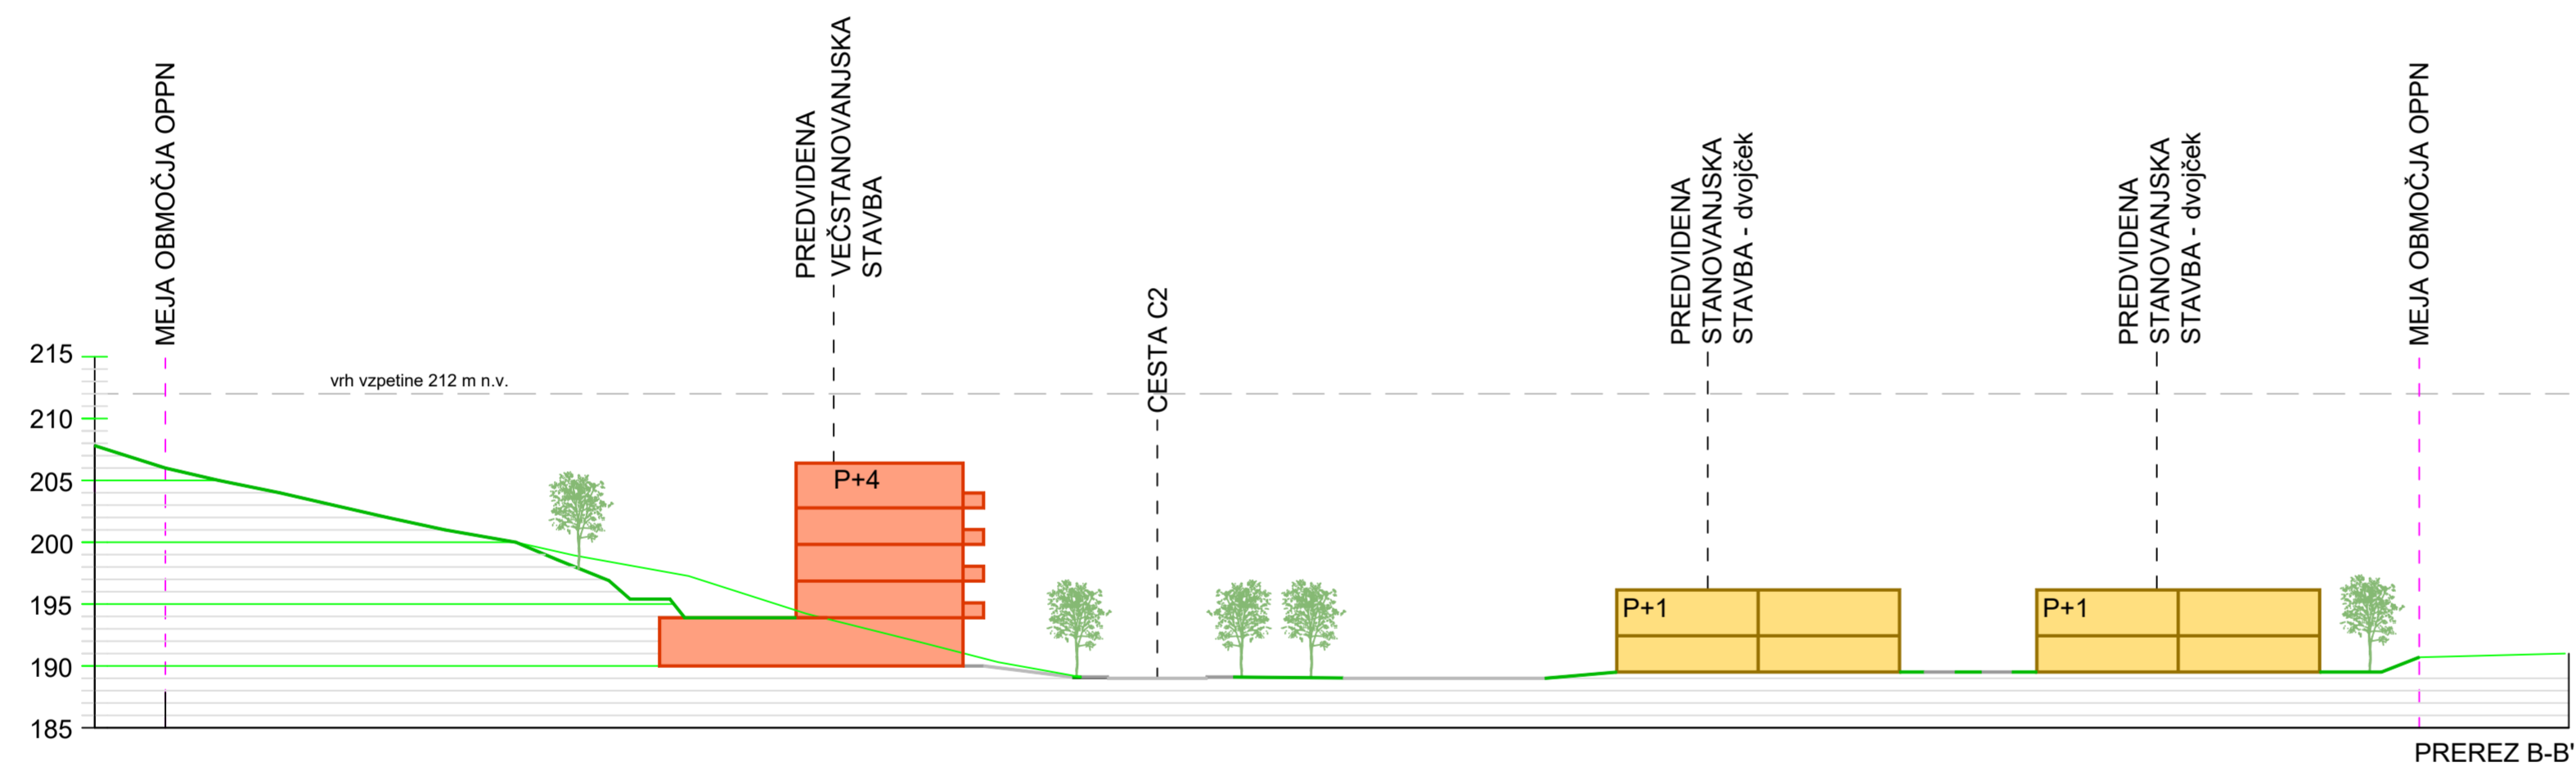 MEJA OBMOČJA OPPN
PREDVIDENA
VEČSTANOVANJSKA
STAVBA
CESTA C2
PREDVIDENA
STANOVANJSKA
STAVBA - dvojček
PREDVIDENA
STANOVANJSKA
STAVBA - dvojček
MEJA OBMOČJA OPPN
215
vrh vzpetine 212 m n.v.
210
205
P+4
200
195
P+1
P+1
190
185
PREREZ B-B'